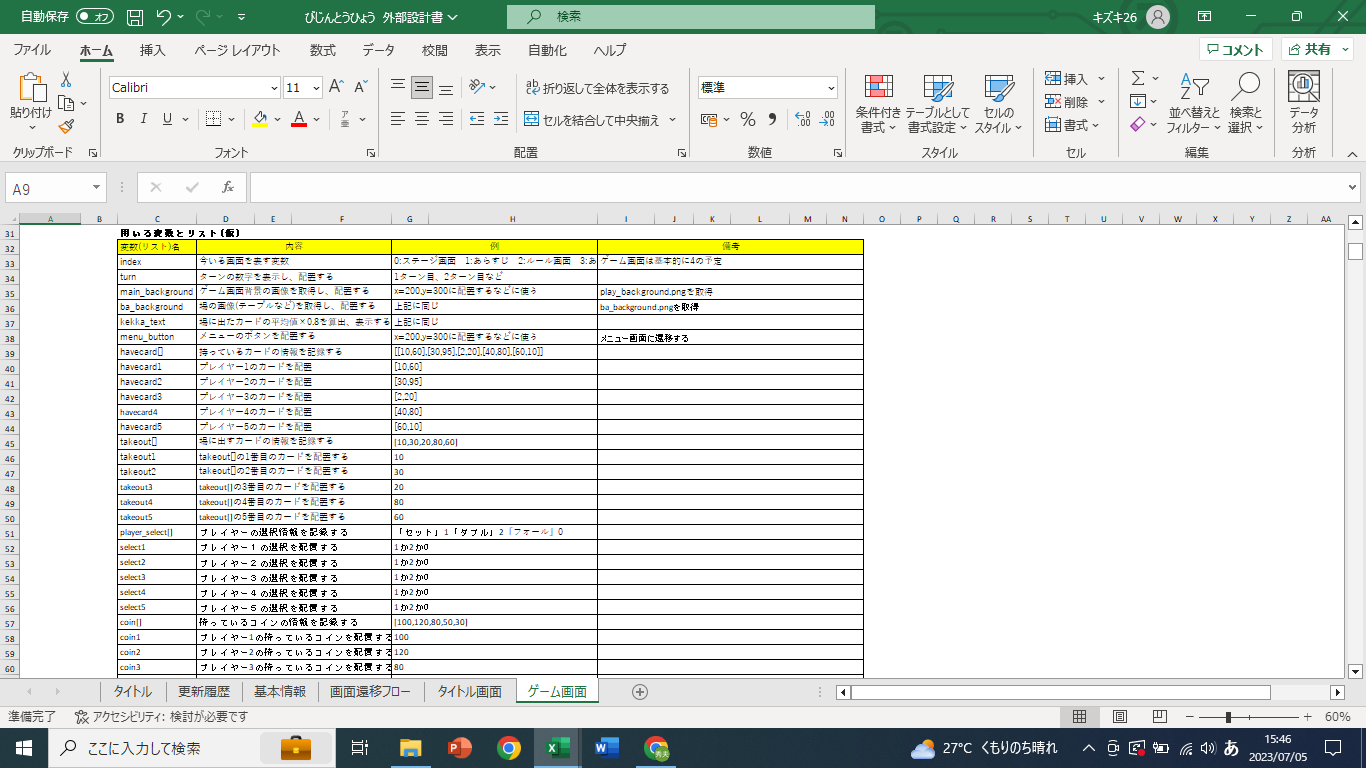 自動保存 オフ びじんとうひょう 外部設計書 検索 キズキ26
ファイル ホーム 挿入 ページ レイアウト 数式 データ 校閲 表示 自動化 ヘルプ コメント 共有
貼り付け Calibri 11 折り返して全体を表示する 標準 条件付き書式 テーブルとして書式設定 セルのスタイル 挿入 削除 書式 並べ替えとフィルター 検索と選択 データ分析
B I U セルを結合して中央揃え
クリップボード フォント 配置 数値 スタイル セル 編集 分析
A9 fx
A B C D E F G H I J K L M N O P Q R S T U V W X Y Z AA
31 用いる変数とリスト(仮)
32 変数(リスト)名 内容 例 備考
33 index 今いる画面を表す変数 0:ステージ画面 1:あらすじ 2:ルール画面 3:あ ゲーム画面は基本的に4の予定
34 turn ターンの数字を表示し、配置する 1ターン目、2ターン目など
35 main_background ゲーム画面背景の画像を取得し、配置する x=200,y=300に配置するなどに使う play_background.pngを取得
36 ba_background 場の画像(テーブルなど)を取得し、配置する 上記に同じ ba_background.pngを取得
37 kekka_text 場に出たカードの平均値×0.8を算出、表示する 上記に同じ
38 menu_button メニューのボタンを配置する x=200,y=300に配置するなどに使う メニュー画面に遷移する
39 havecard[] 持っているカードの情報を記録する [[10,60],[30,95],[2,20],[40,80],[60,10]]
40 havecard1 プレイヤー1のカードを配置 [10,60]
41 havecard2 プレイヤー2のカードを配置 [30,95]
42 havecard3 プレイヤー3のカードを配置 [2,20]
43 havecard4 プレイヤー4のカードを配置 [40,80]
44 havecard5 プレイヤー5のカードを配置 [60,10]
45 takeout[] 場に出すカードの情報を記録する [10,30,20,80,60]
46 takeout1 takeout[]の1番目のカードを配置する 10
47 takeout2 takeout[]の2番目のカードを配置する 30
48 takeout3 takeout[]の3番目のカードを配置する 20
49 takeout4 takeout[]の4番目のカードを配置する 80
50 takeout5 takeout[]の5番目のカードを配置する 60
51 player_select[] プレイヤーの選択情報を記録する 「セット」1「ダブル」2「フォール」0
52 select1 プレイヤー１の選択を配置する 1か2か0
53 select2 プレイヤー２の選択を配置する 1か2か0
54 select3 プレイヤー３の選択を配置する 1か2か0
55 select4 プレイヤー４の選択を配置する 1か2か0
56 select5 プレイヤー５の選択を配置する 1か2か0
57 coin[] 持っているコインの情報を記録する [100,120,80,50,30]
58 coin1 プレイヤー1の持っているコインを配置する 100
59 coin2 プレイヤー2の持っているコインを配置する 120
60 coin3 プレイヤー3の持っているコインを配置する 80
タイトル 更新履歴 基本情報 画面遷移フロー タイトル画面 ゲーム画面
準備完了 アクセシビリティ: 検討が必要です 60%
ここに入力して検索 27°C くもりのち晴れ あ 15:46
2023/07/05